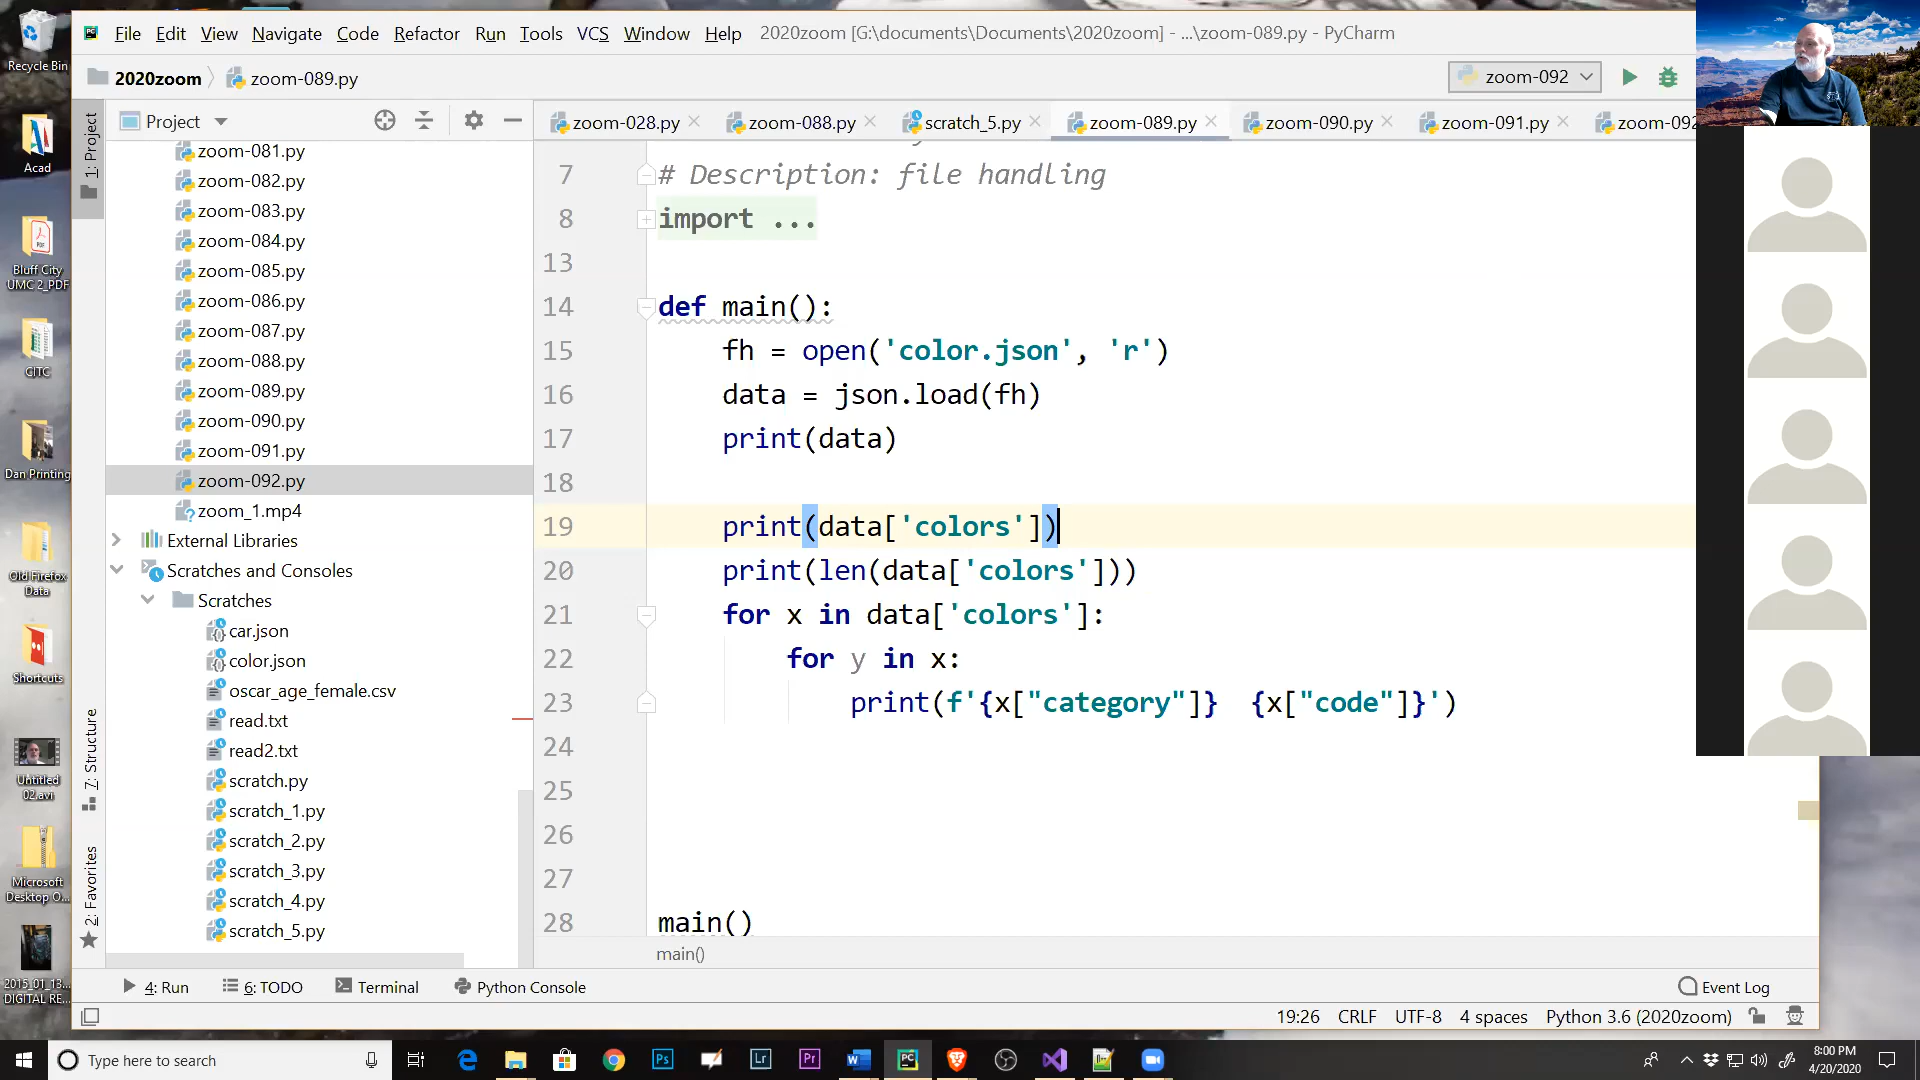 File Edit View Navigate Code Refactor Run Tools VCS Window Help 2020zoom [G:\documents\Documents\2020zoom] - ...\zoom-089.py - PyCharm
2020zoom zoom-089.py
zoom-092
Project
zoom-028.py zoom-088.py scratch_5.py zoom-089.py zoom-090.py zoom-091.py zoom-092
1: Project
7: Structure
2: Favorites
zoom-081.py
zoom-082.py
zoom-083.py
zoom-084.py
zoom-085.py
zoom-086.py
zoom-087.py
zoom-088.py
zoom-089.py
zoom-090.py
zoom-091.py
zoom-092.py
zoom_1.mp4
External Libraries
Scratches and Consoles
Scratches
car.json
color.json
oscar_age_female.csv
read.txt
read2.txt
scratch.py
scratch_1.py
scratch_2.py
scratch_3.py
scratch_4.py
scratch_5.py
7 # Description: file handling
8 import ...
13
14 def main():
15 fh = open('color.json', 'r')
16 data = json.load(fh)
17 print(data)
18
19 print(data['colors'])
20 print(len(data['colors']))
21 for x in data['colors']:
22 for y in x:
23 print(f'{x["category"]}  {x["code"]}')
24
25
26
27
28 main()
main()
4: Run 6: TODO Terminal Python Console Event Log
19:26 CRLF UTF-8 4 spaces Python 3.6 (2020zoom)
Recycle Bin
Acad
Bluff City
UMC 2_PDF
CITC
Dan Printing
Old Firefox
Data
Shortcuts
Untitled
02.avi
Microsoft
Desktop O...
2015_01_13...
DIGITAL RE...
Type here to search
8:00 PM
4/20/2020